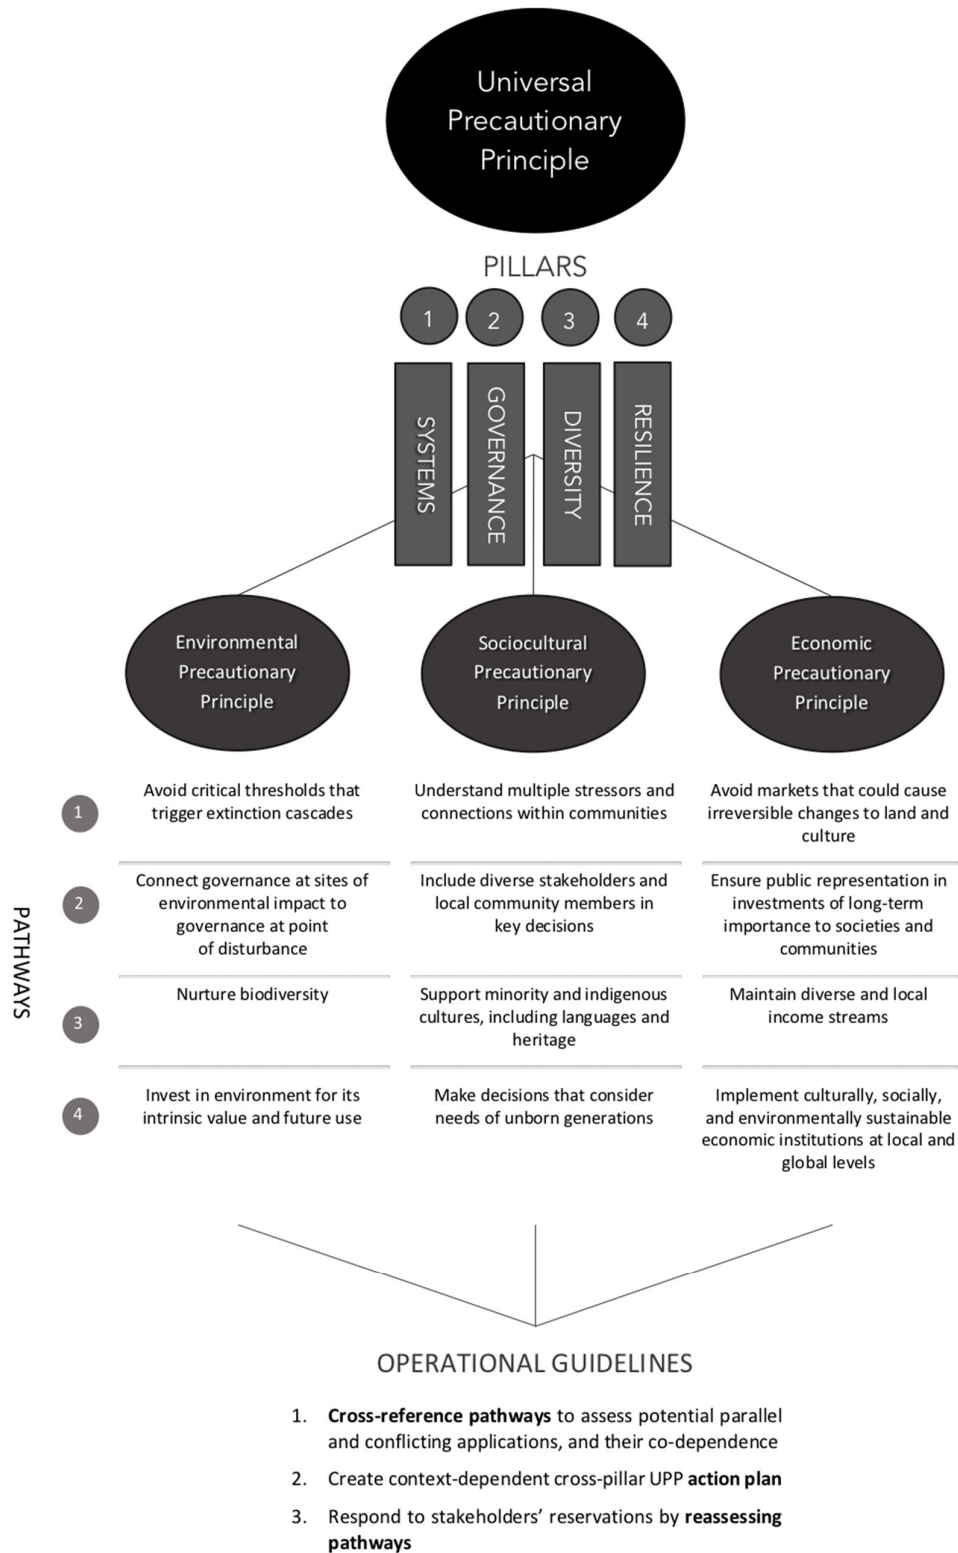 Universal
Precautionary
Principle
PILLARS
1
2
3
4
SYSTEMS
GOVERNANCE
DIVERSITY
RESILIENCE
Environmental
Precautionary
Principle
Sociocultural
Precautionary
Principle
Economic
Precautionary
Principle
PATHWAYS
1
Avoid critical thresholds that
trigger extinction cascades
Understand multiple stressors and
connections within communities
Avoid markets that could cause
irreversible changes to land and
culture
2
Connect governance at sites of
environmental impact to
governance at point
of disturbance
Include diverse stakeholders and
local community members in
key decisions
Ensure public representation in
investments of long-term
importance to societies and
communities
3
Nurture biodiversity
Support minority and indigenous
cultures, including languages and
heritage
Maintain diverse and local
income streams
4
Invest in environment for its
intrinsic value and future use
Make decisions that consider
needs of unborn generations
Implement culturally, socially,
and environmentally sustainable
economic institutions at local and
global levels
OPERATIONAL GUIDELINES
1. Cross-reference pathways to assess potential parallel
and conflicting applications, and their co-dependence
2. Create context-dependent cross-pillar UPP action plan
3. Respond to stakeholders’ reservations by reassessing
pathways